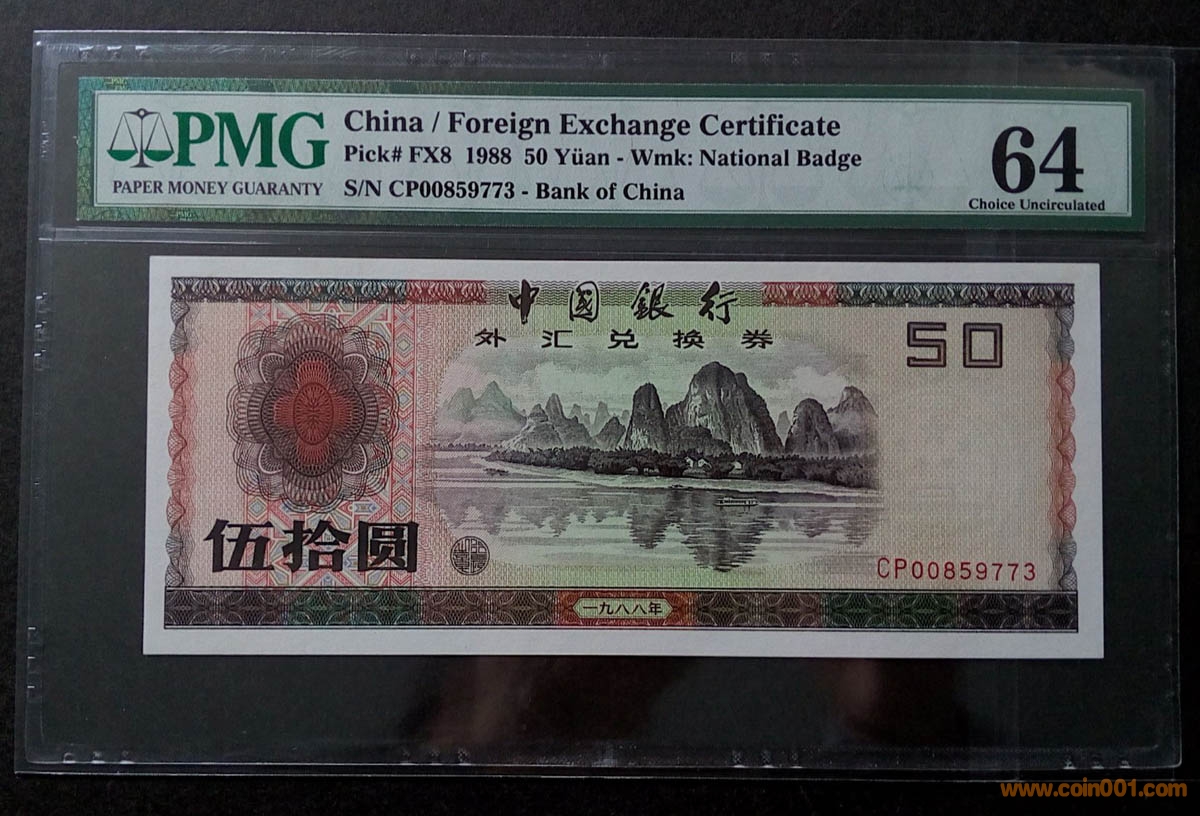 PMG
PAPER MONEY GUARANTY
China / Foreign Exchange Certificate
Pick# FX8 1988 50 Yüan - Wmk: National Badge
S/N CP00859773 - Bank of China
64
Choice Uncirculated
中國銀行
外汇兑换券
50
伍拾圆
CP00859773
一九八八年
www.coin001.com